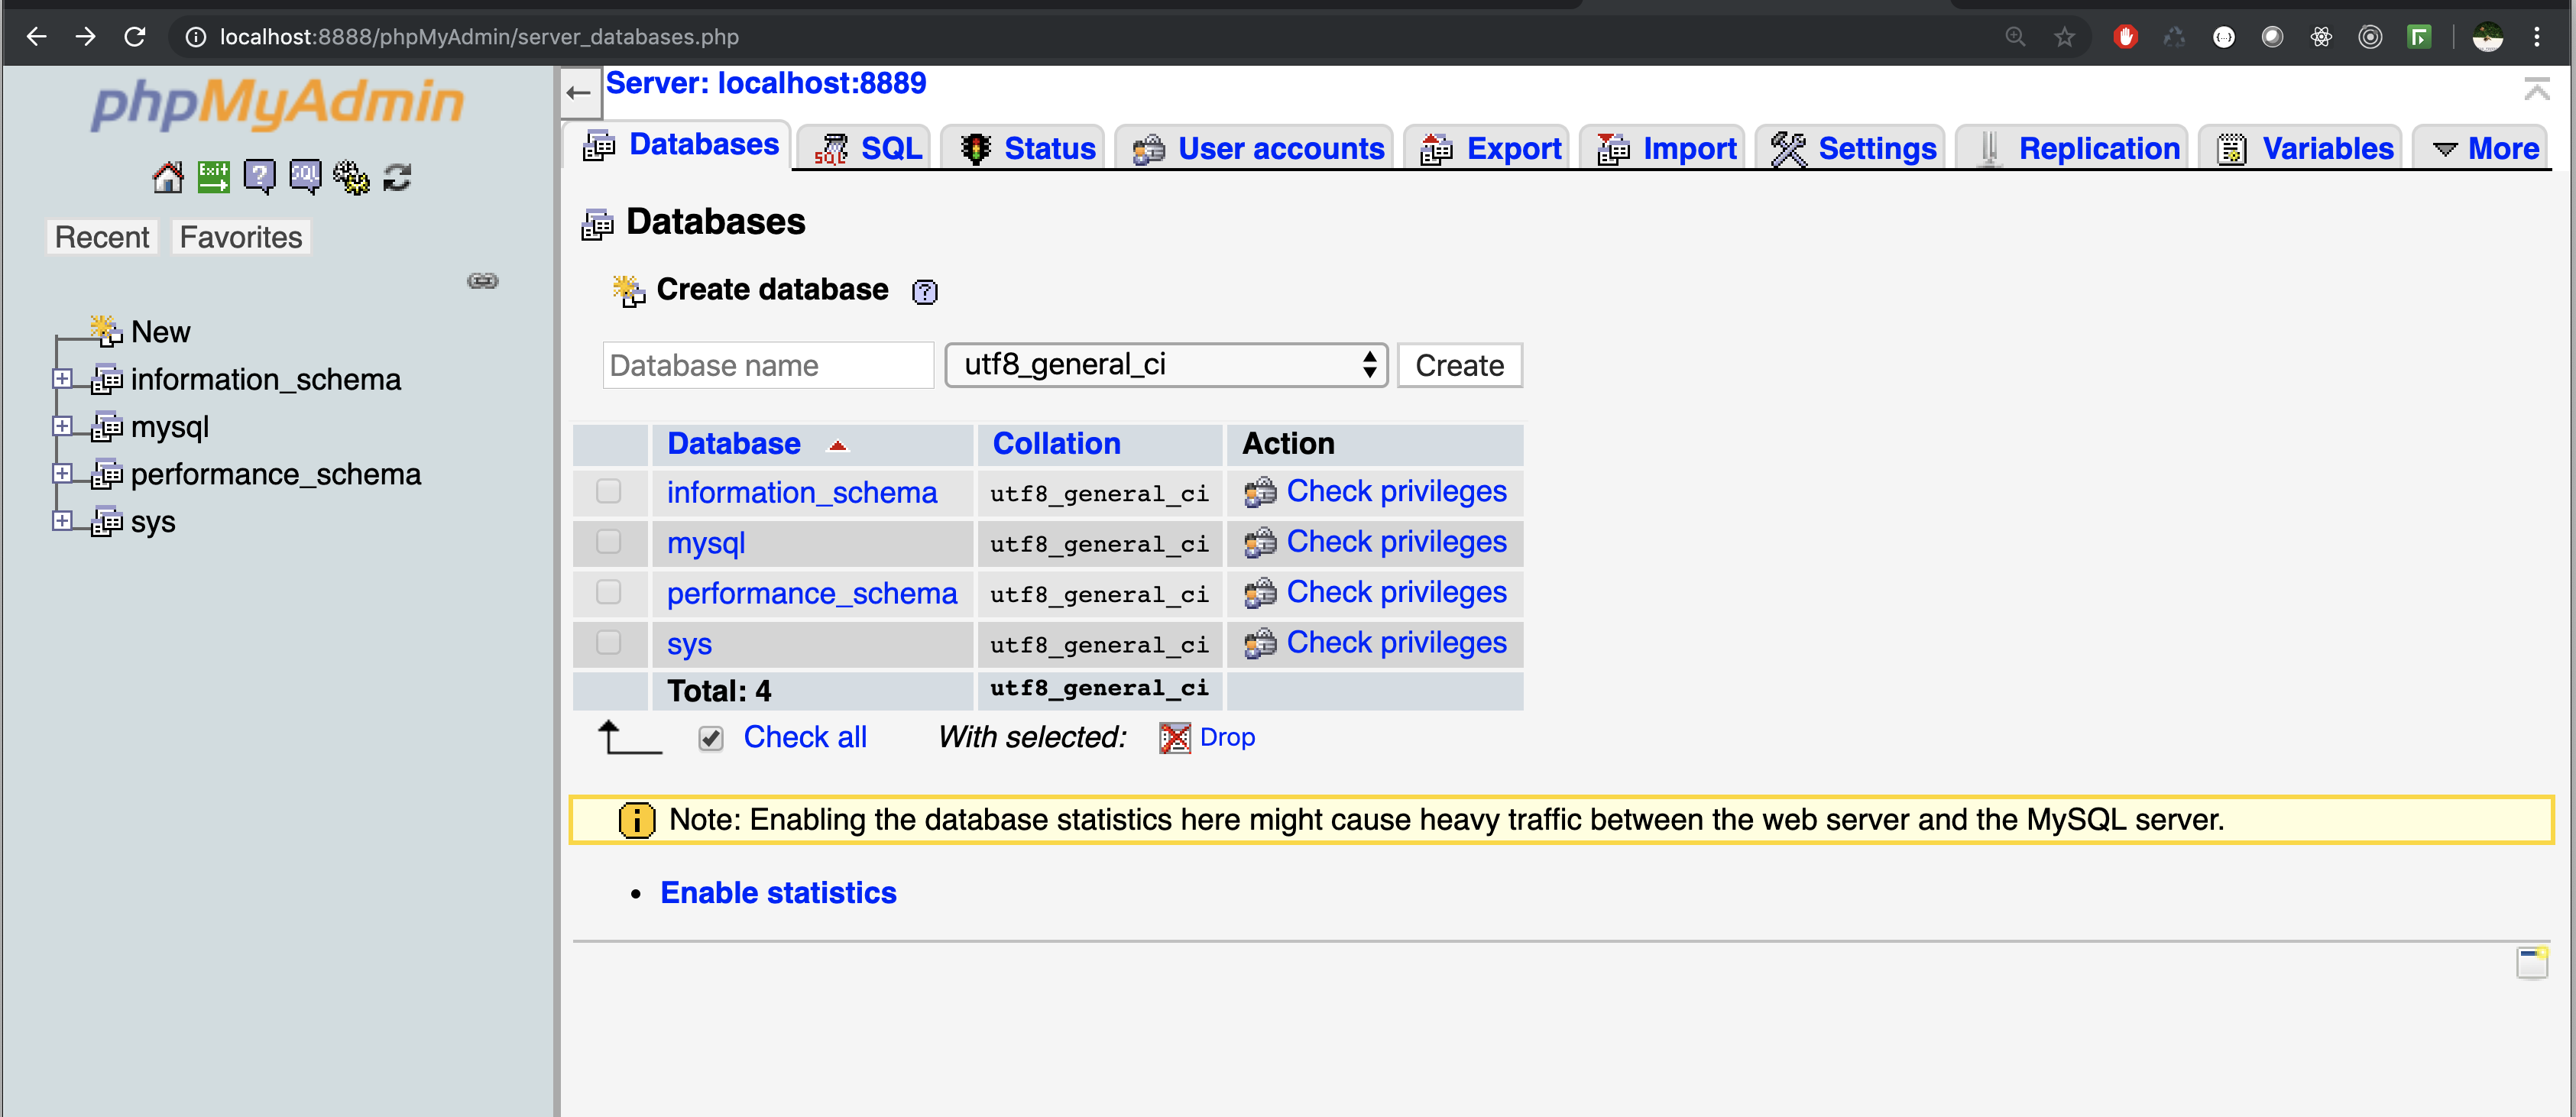 localhost:8888/phpMyAdmin/server_databases.php
phpMyAdmin
Exit
?
SQL
Recent Favorites
New
information_schema
mysql
performance_schema
sys
Server: localhost:8889
Databases SQL Status User accounts Export Import Settings Replication Variables More
Databases
Create database ?
Database name utf8_general_ci Create
Database Collation Action
information_schema utf8_general_ci Check privileges
mysql utf8_general_ci Check privileges
performance_schema utf8_general_ci Check privileges
sys utf8_general_ci Check privileges
Total: 4 utf8_general_ci
Check all With selected: Drop
Note: Enabling the database statistics here might cause heavy traffic between the web server and the MySQL server.
• Enable statistics